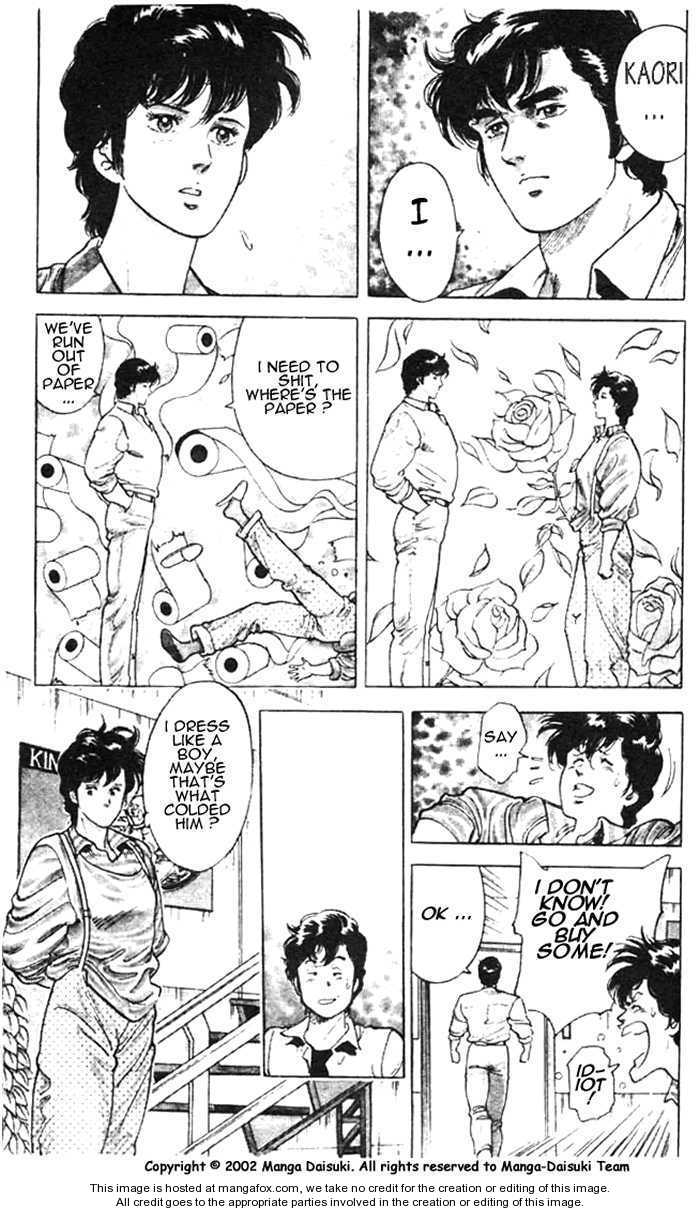 KAORI
...
I
...
I NEED TO
SHIT,
WHERE'S THE
PAPER ?
WE'VE
RUN
OUT
OF
PAPER
...
SAY
...
I DON'T
KNOW!
GO AND
BUY
SOME!
ID-
IOT!
OK ...
I DRESS
LIKE A
BOY,
MAYBE
THAT'S
WHAT
COLDED
HIM ?
KIN
Copyright © 2002 Manga Daisuki. All rights reserved to Manga-Daisuki Team
This image is hosted at mangafox.com, we take no credit for the creation or editing of this image.
All credit goes to the appropriate parties involved in the creation or editing of this image.